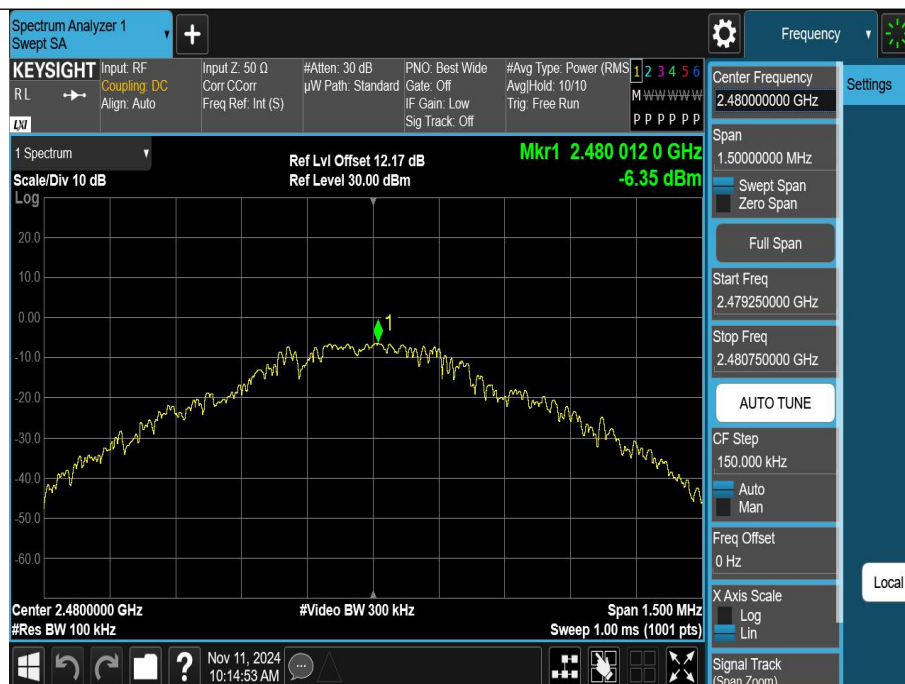 Spectrum Analyzer 1
Swept SA
+
Frequency
KEYSIGHT
R L
LXI
Input: RF
Coupling: DC
Align: Auto
Input Z: 50 Ω
Corr CCorr
Freq Ref: Int (S)
#Atten: 30 dB
µW Path: Standard
PNO: Best Wide
Gate: Off
IF Gain: Low
Sig Track: Off
#Avg Type: Power (RMS
Avg|Hold: 10/10
Trig: Free Run
1 2 3 4 5 6
M W W W W W
P P P P P P
1 Spectrum
Scale/Div 10 dB
Log
Ref Lvl Offset 12.17 dB
Ref Level 30.00 dBm
Mkr1 2.480 012 0 GHz
-6.35 dBm
20.0
10.0
0.00
-10.0
-20.0
-30.0
-40.0
-50.0
-60.0
1
Center 2.4800000 GHz
#Res BW 100 kHz
#Video BW 300 kHz
Span 1.500 MHz
Sweep 1.00 ms (1001 pts)
?
Nov 11, 2024
10:14:53 AM
Center Frequency
2.480000000 GHz
Span
1.50000000 MHz
Swept Span
Zero Span
Full Span
Start Freq
2.479250000 GHz
Stop Freq
2.480750000 GHz
AUTO TUNE
CF Step
150.000 kHz
Auto
Man
Freq Offset
0 Hz
X Axis Scale
Log
Lin
Signal Track
(Span Zoom)
Settings
Local